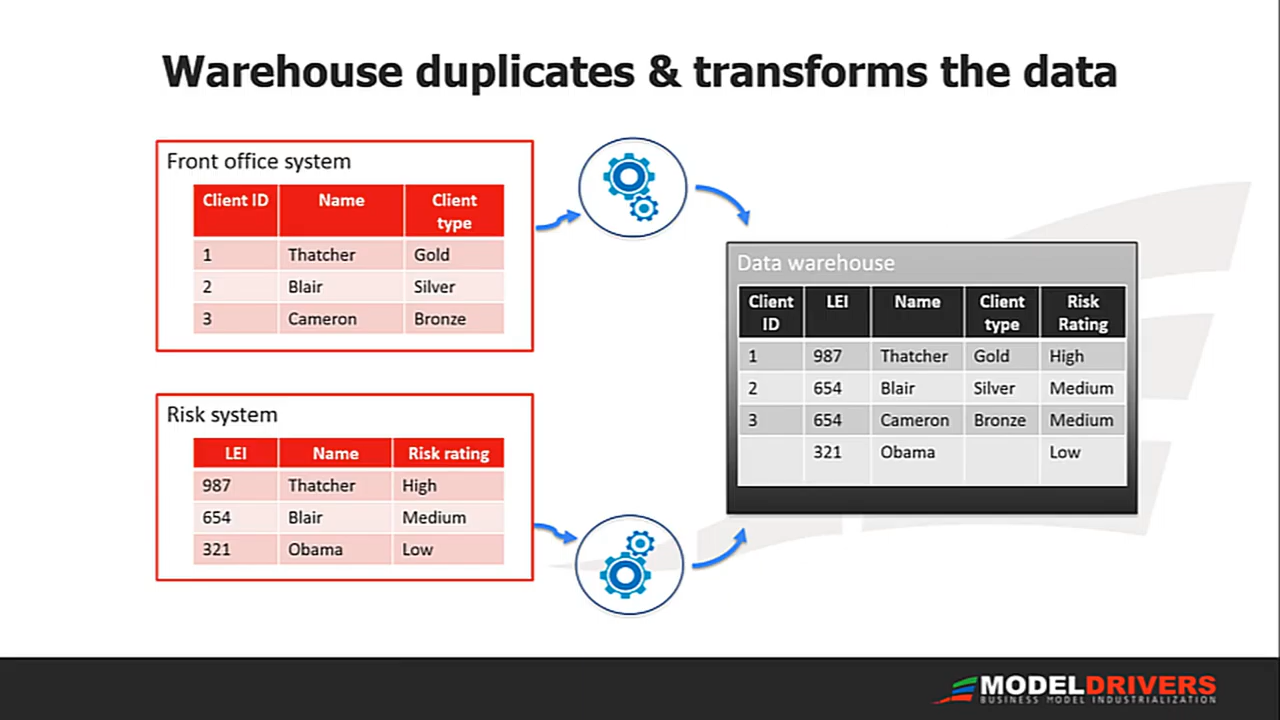 Warehouse duplicates & transforms the data
Front office system
Client ID Name Client type
1 Thatcher Gold
2 Blair Silver
3 Cameron Bronze
Risk system
LEI Name Risk rating
987 Thatcher High
654 Blair Medium
321 Obama Low
Data warehouse
Client ID LEI Name Client type Risk Rating
1 987 Thatcher Gold High
2 654 Blair Silver Medium
3 654 Cameron Bronze Medium
321 Obama Low
MODELDRIVERS
BUSINESS MODEL INDUSTRIALIZATION